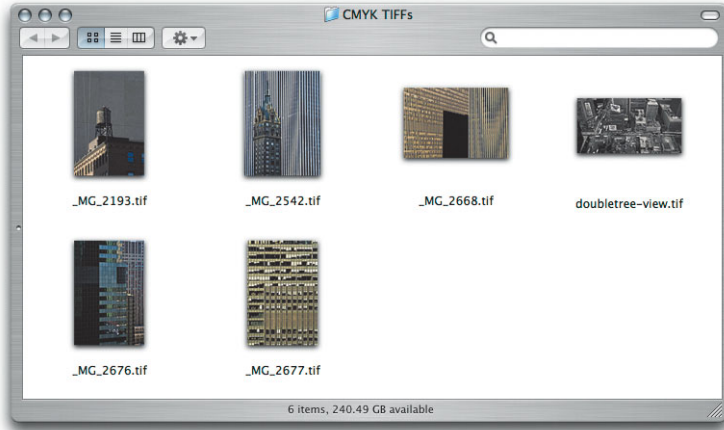 CMYK TIFFs
_MG_2193.tif
_MG_2542.tif
_MG_2668.tif
doubletree-view.tif
_MG_2676.tif
_MG_2677.tif
6 items, 240.49 GB available